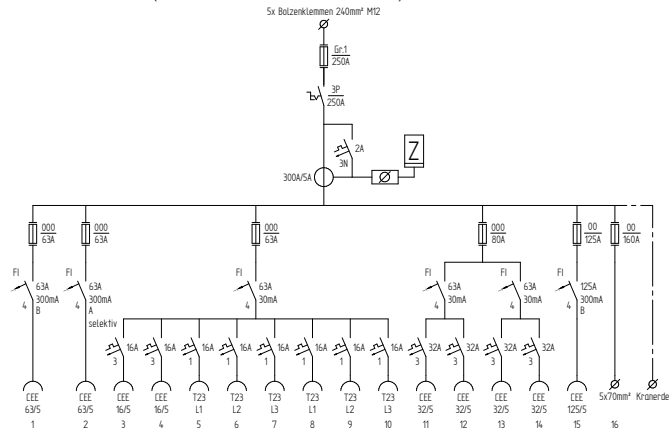 5x Bolzenklemmen 240mm² M12
Gr.1
250A
3P
250A
2A
3N
Z
300A/5A
000 000 000 000 00 00
63A 63A 63A 80A 125A 160A
FI FI FI FI FI FI
63A 63A 63A 63A 63A 125A
300mA 300mA 30mA 30mA 30mA 300mA
4 4 4 4 4 4
B A B
selektiv
16A 16A 16A 16A 16A 16A 16A 16A 32A 32A 32A 32A
3 3 1 1 1 1 1 1 3 3 3 3
CEE CEE CEE CEE T23 T23 T23 T23 T23 T23 CEE CEE CEE CEE CEE 5x70mm² Kranerde
63/5 63/5 16/5 16/5 L1 L2 L3 L1 L2 L3 32/5 32/5 32/5 32/5 125/5
1 2 3 4 5 6 7 8 9 10 11 12 13 14 15 16